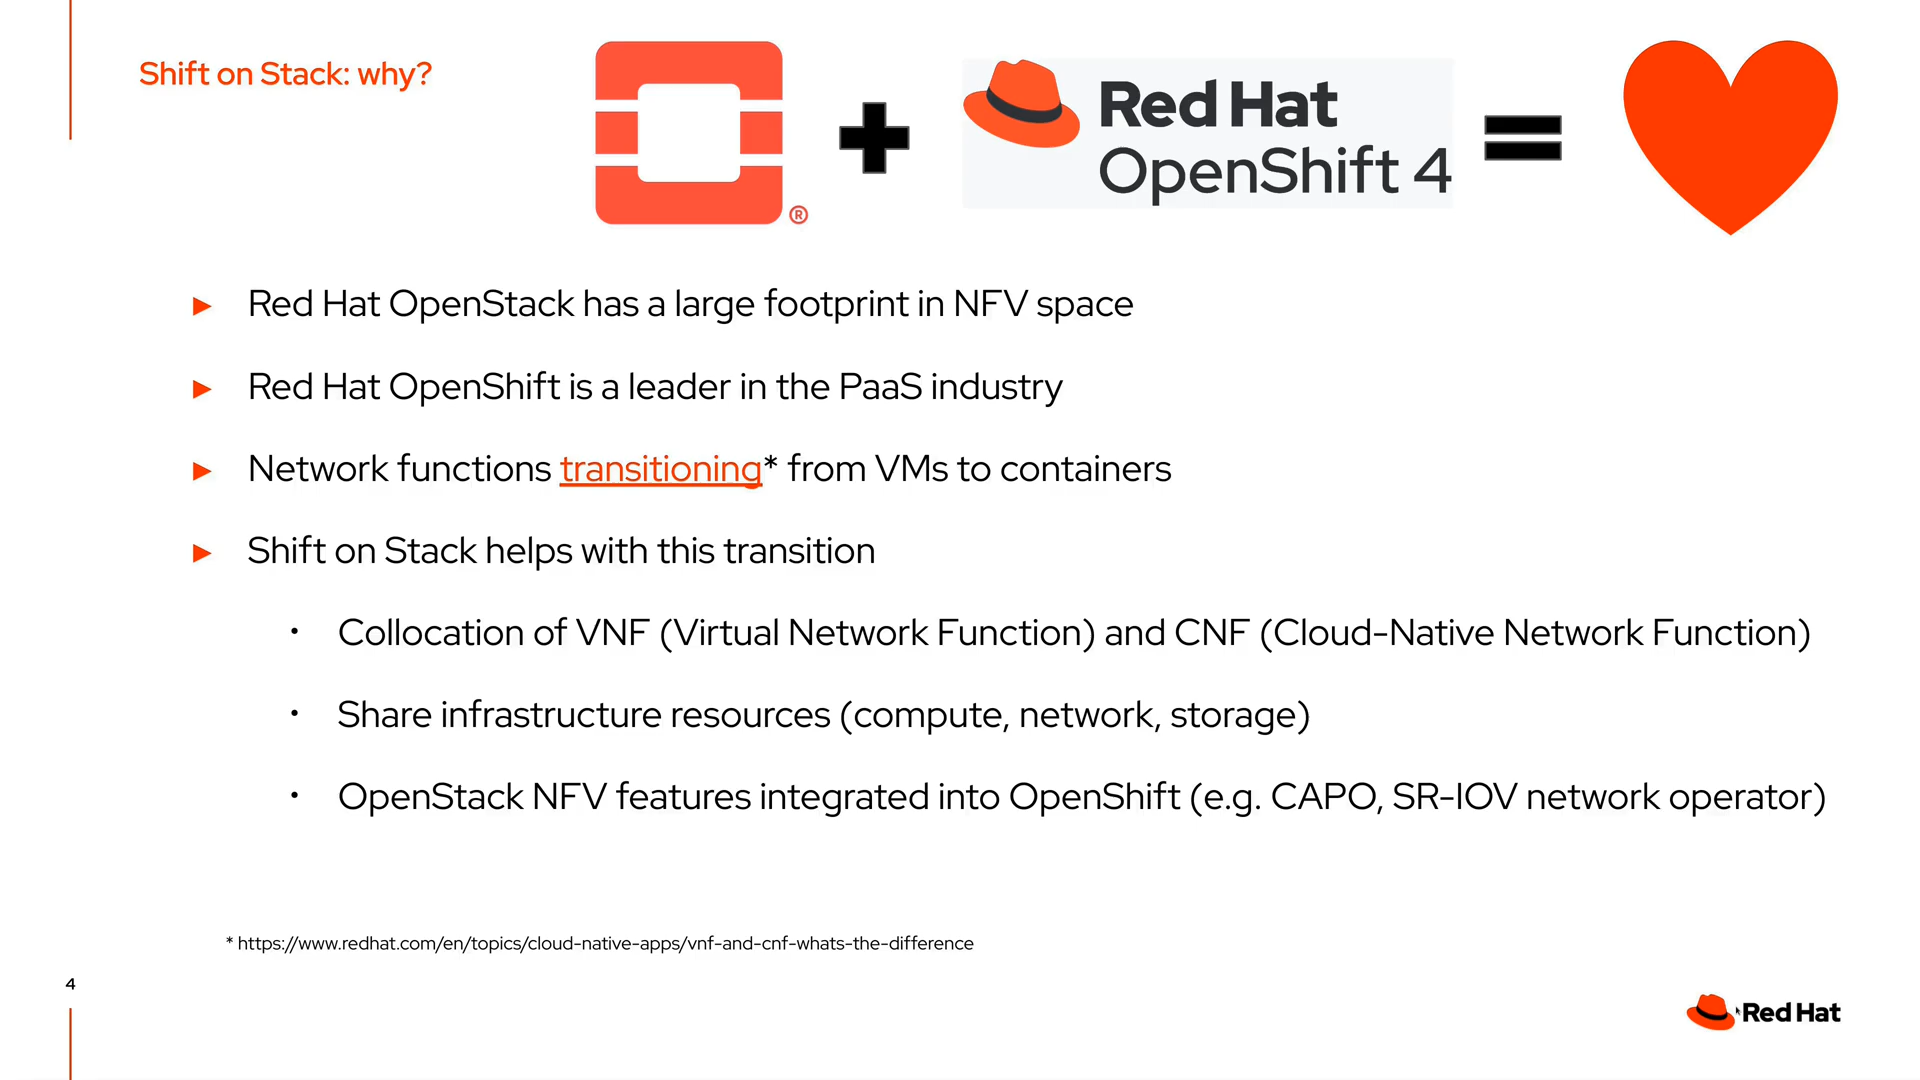 Shift on Stack: why?
®
Red Hat
OpenShift 4
► Red Hat OpenStack has a large footprint in NFV space
► Red Hat OpenShift is a leader in the PaaS industry
► Network functions transitioning* from VMs to containers
► Shift on Stack helps with this transition
• Collocation of VNF (Virtual Network Function) and CNF (Cloud-Native Network Function)
• Share infrastructure resources (compute, network, storage)
• OpenStack NFV features integrated into OpenShift (e.g. CAPO, SR-IOV network operator)
* https://www.redhat.com/en/topics/cloud-native-apps/vnf-and-cnf-whats-the-difference
4
Red Hat